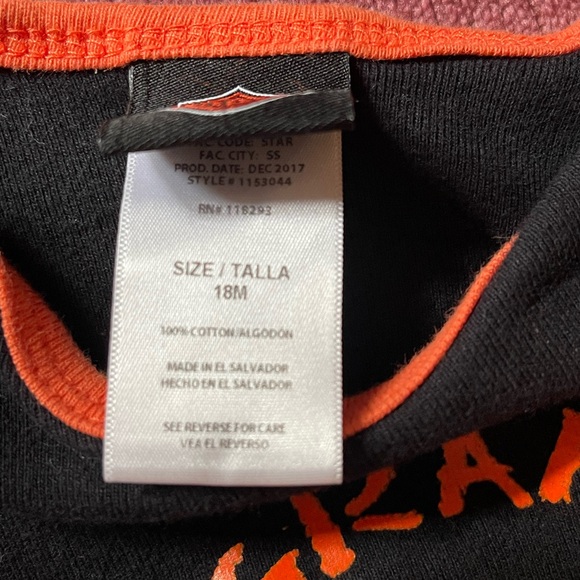 FAC. CODE: STAR
FAC. CITY: SS
PROD. DATE: DEC 2017
STYLE # 1153044
RN# 118293
SIZE / TALLA
18M
100% COTTON/ALGODON
MADE IN EL SALVADOR
HECHO EN EL SALVADOR
SEE REVERSE FOR CARE
VEA EL REVERSO